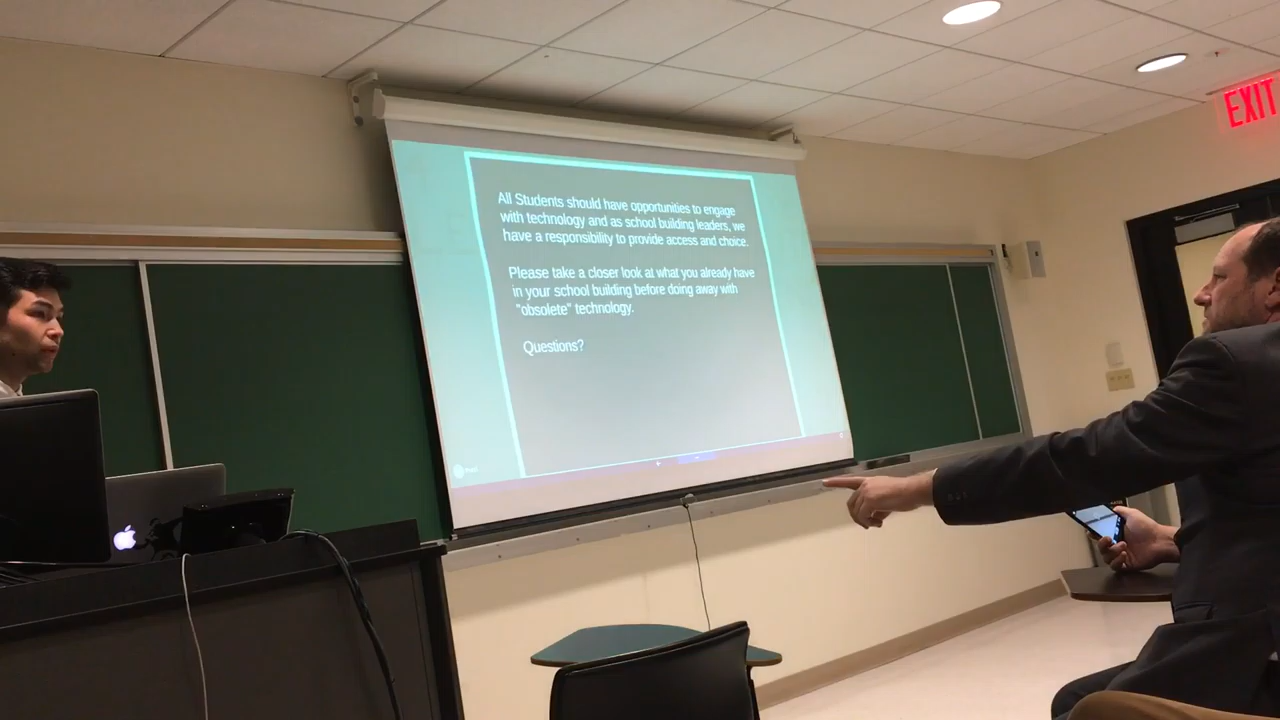 All Students should have opportunities to engage
with technology and as school building leaders, we
have a responsibility to provide access and choice.
Please take a closer look at what you already have
in your school building before doing away with
"obsolete" technology.
Questions?
EXIT